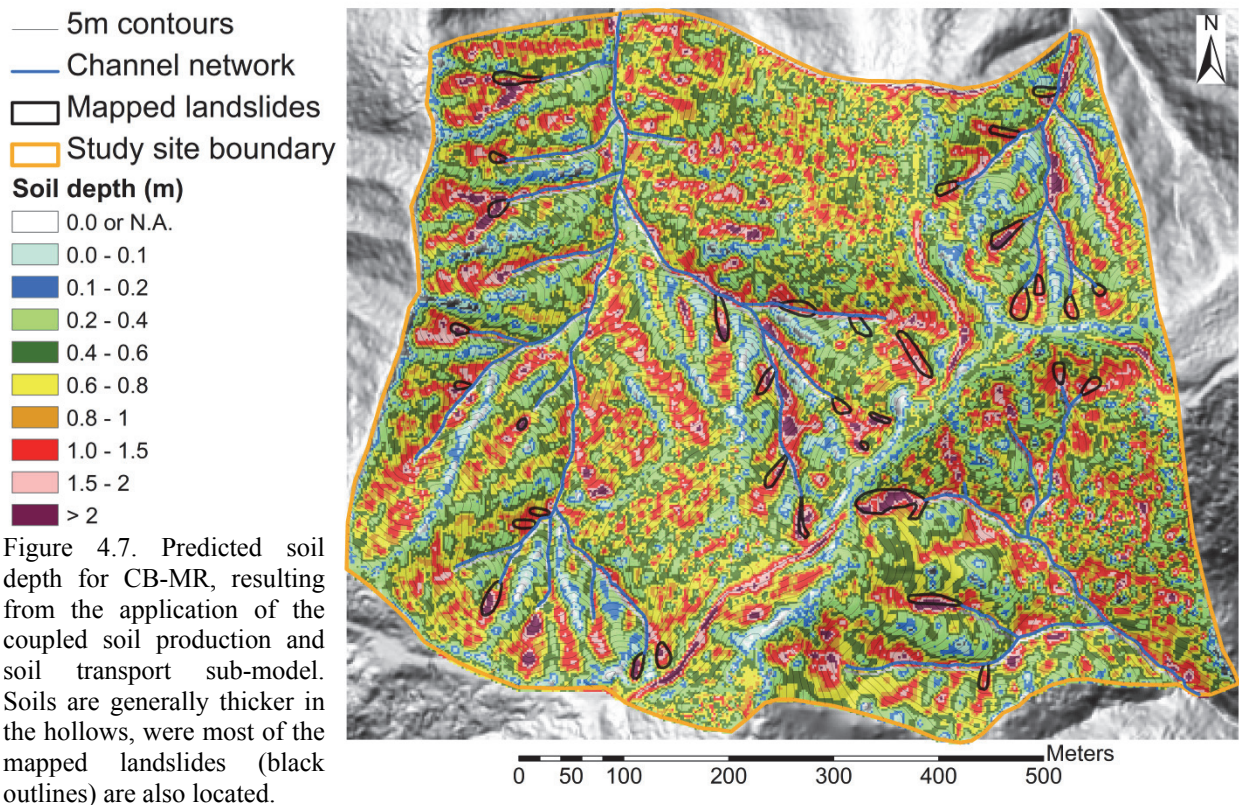 5m contours
Channel network
Mapped landslides
Study site boundary
Soil depth (m)
0.0 or N.A.
0.0 - 0.1
0.1 - 0.2
0.2 - 0.4
0.4 - 0.6
0.6 - 0.8
0.8 - 1
1.0 - 1.5
1.5 - 2
> 2
Figure 4.7. Predicted soil
depth for CB-MR, resulting
from the application of the
coupled soil production and
soil transport sub-model.
Soils are generally thicker in
the hollows, were most of the
mapped landslides (black
outlines) are also located.
N
Meters
0 50 100 200 300 400 500